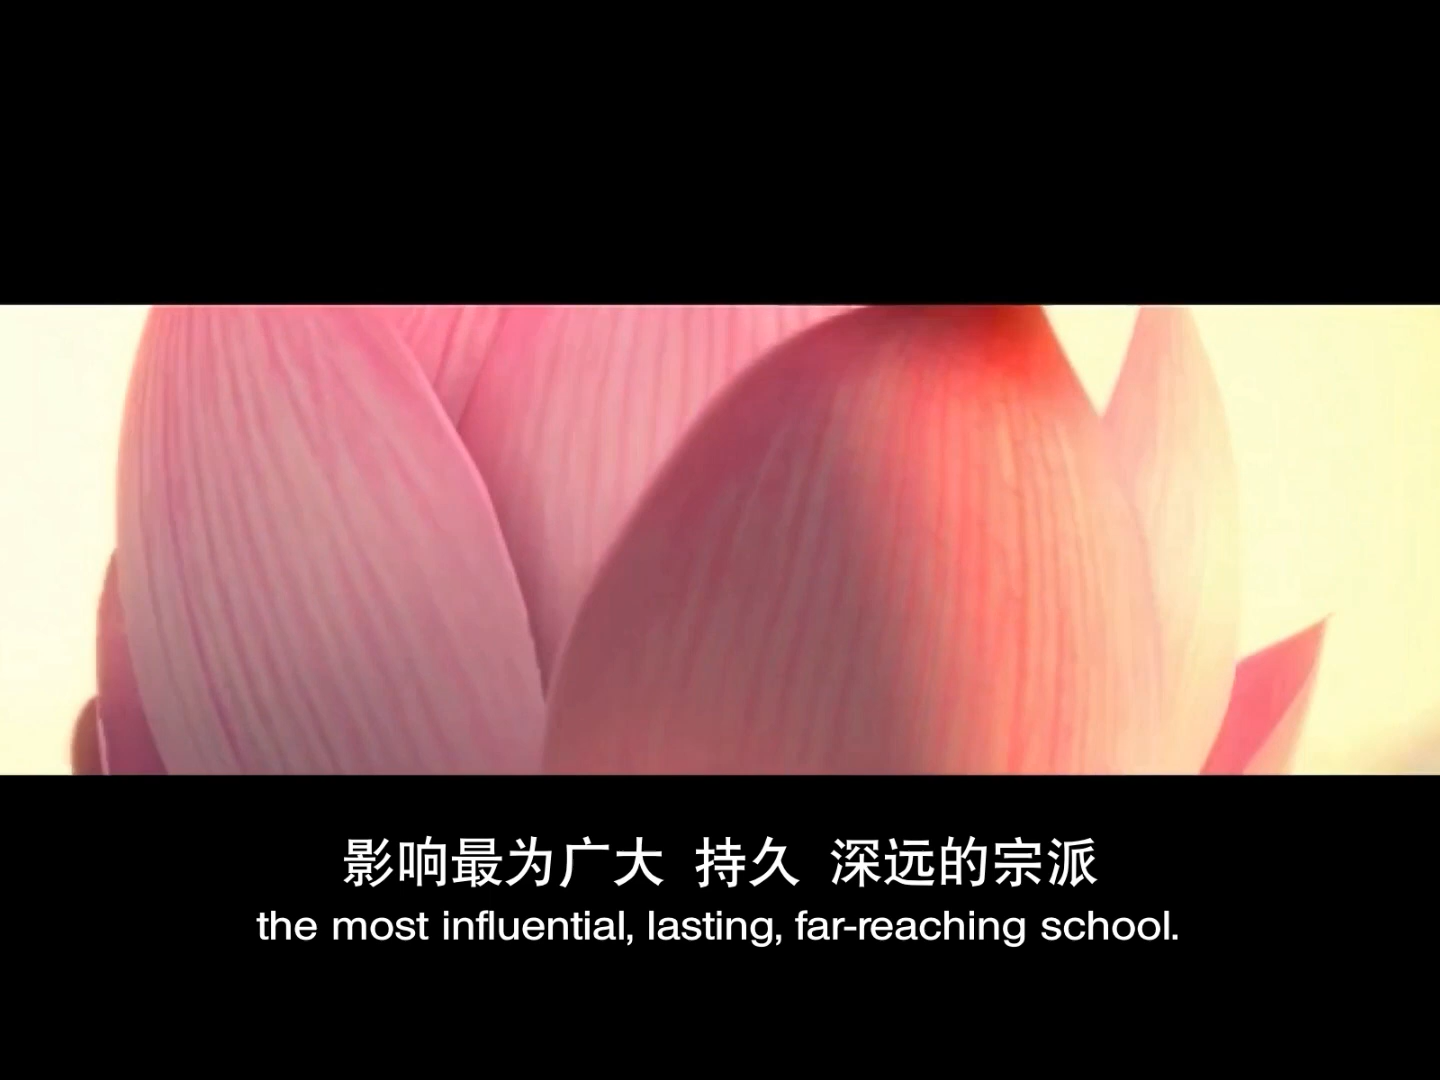 影响最为广大 持久 深远的宗派
the most influential, lasting, far-reaching school.